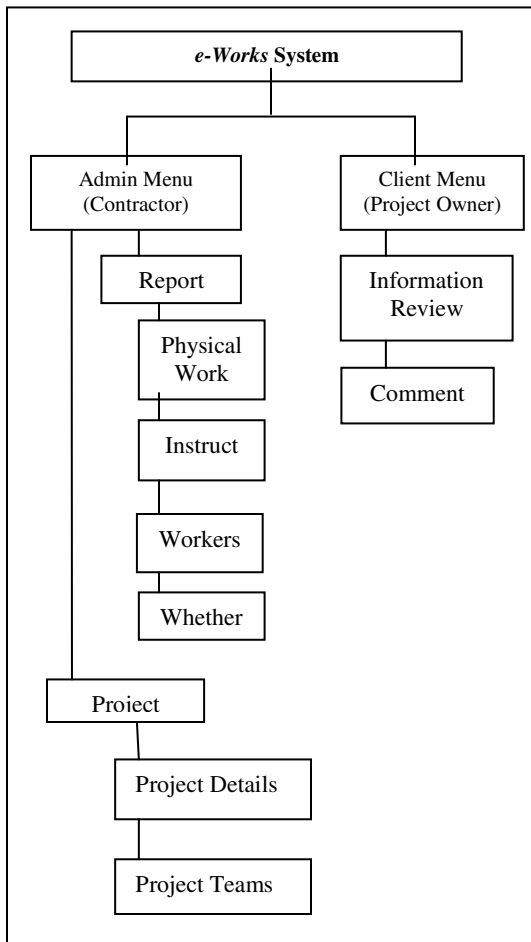 e-Works System
Admin Menu
(Contractor)
Client Menu
(Project Owner)
Report
Information
Review
Physical
Work
Comment
Instruct
Workers
Whether
Project
Project Details
Project Teams